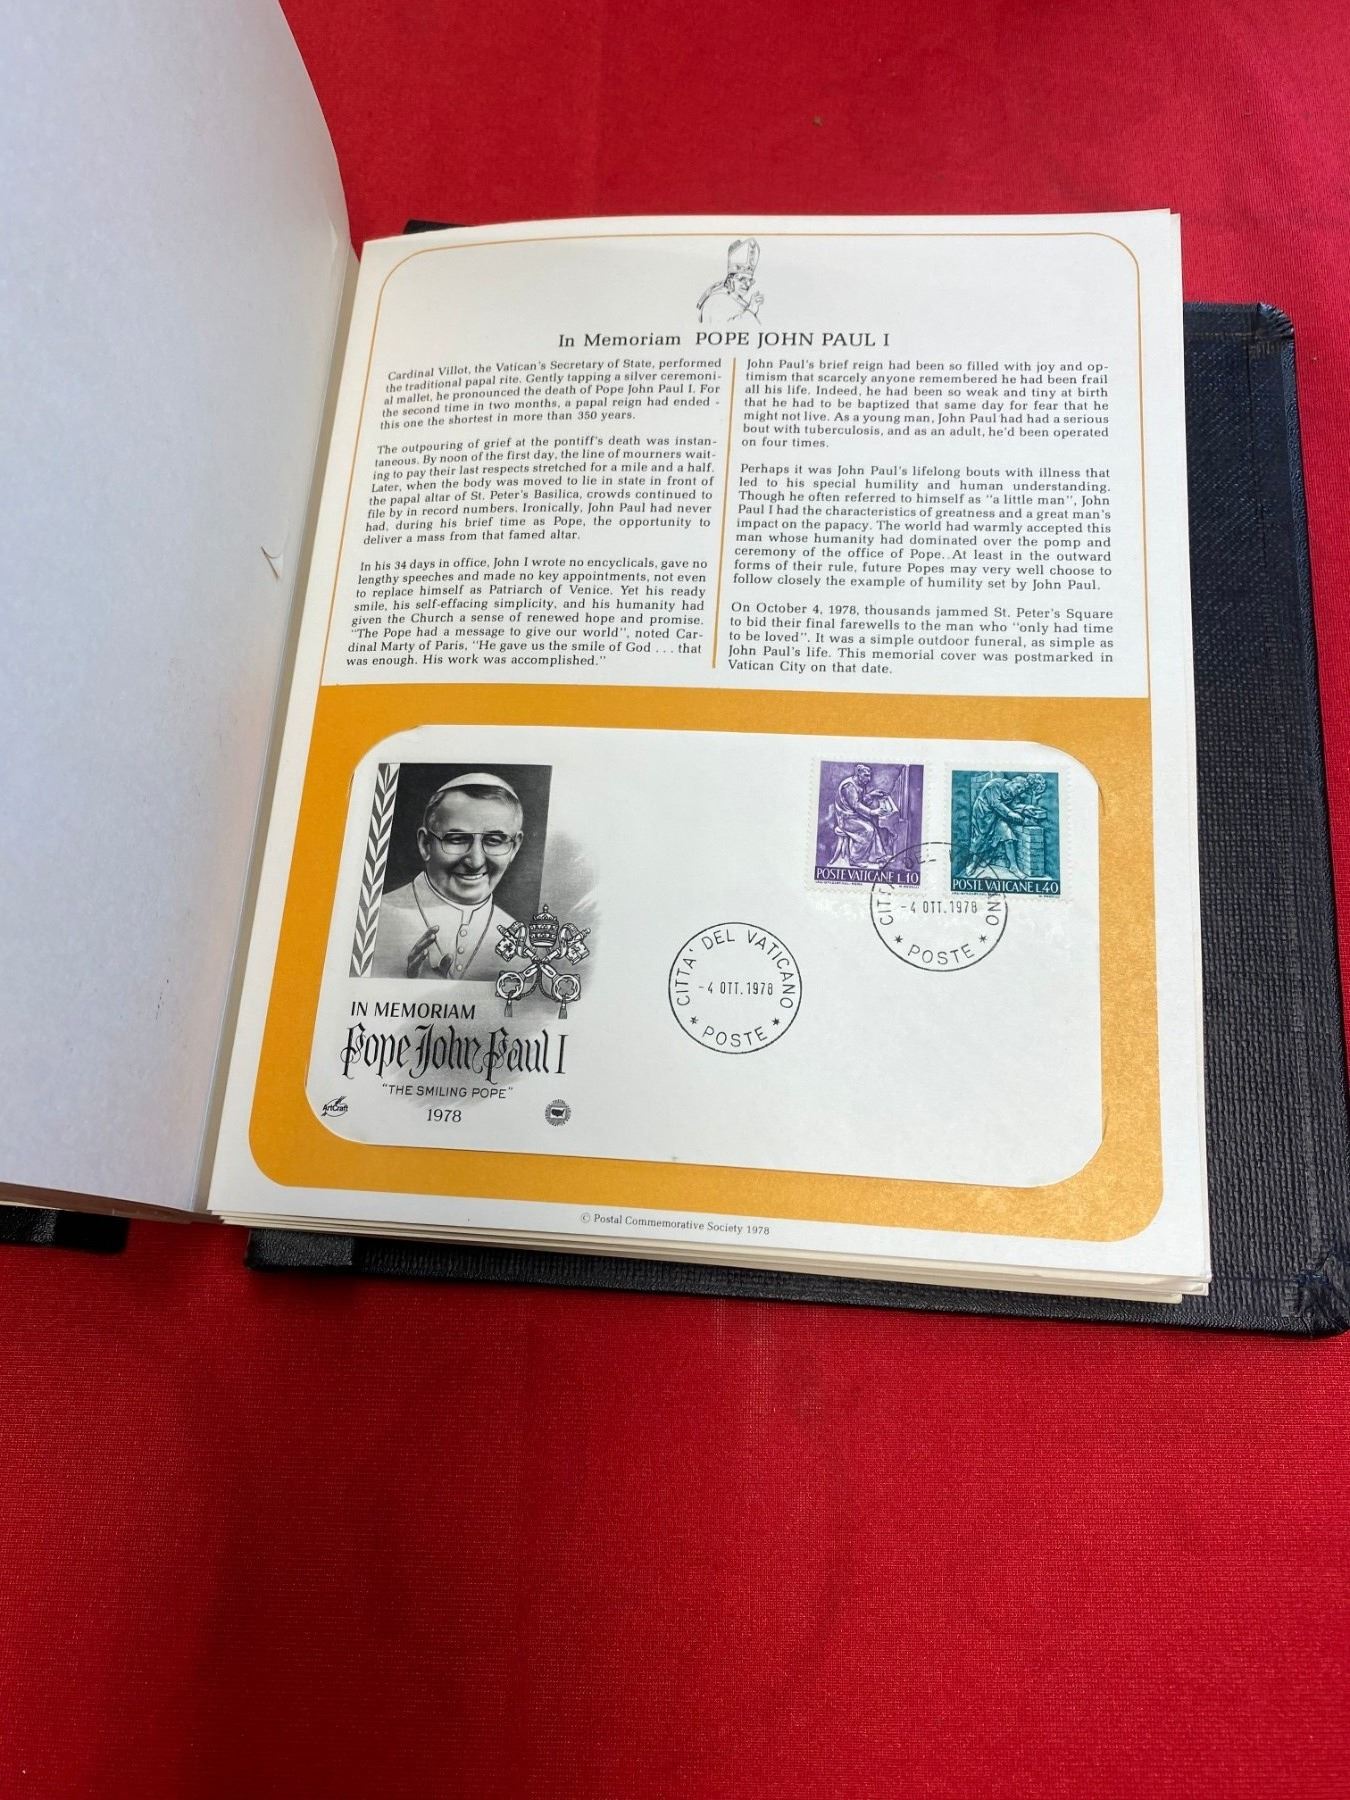 In Memoriam POPE JOHN PAUL I
Cardinal Villot, the Vatican's Secretary of State, performed
the traditional papal rite. Gently tapping a silver ceremoni-
al mallet, he pronounced the death of Pope John Paul I. For
the second time in two months, a papal reign had ended -
this one the shortest in more than 350 years.
The outpouring of grief at the pontiff's death was instan-
taneous. By noon of the first day, the line of mourners wait-
ing to pay their last respects stretched for a mile and a half.
Later, when the body was moved to lie in state in front of
the papal altar of St. Peter's Basilica, crowds continued to
file by in record numbers. Ironically, John Paul had never
had, during his brief time as Pope, the opportunity to
deliver a mass from that famed altar.
In his 34 days in office, John I wrote no encyclicals, gave no
lengthy speeches and made no key appointments, not even
to replace himself as Patriarch of Venice. Yet his ready
smile, his self-effacing simplicity, and his humanity had
given the Church a sense of renewed hope and promise.
"The Pope had a message to give our world", noted Car-
dinal Marty of Paris, "He gave us the smile of God . . . that
was enough. His work was accomplished."
John Paul's brief reign had been so filled with joy and op-
timism that scarcely anyone remembered he had been frail
all his life. Indeed, he had been so weak and tiny at birth
that he had to be baptized that same day for fear that he
might not live. As a young man, John Paul had had a serious
bout with tuberculosis, and as an adult, he'd been operated
on four times.
Perhaps it was John Paul's lifelong bouts with illness that
led to his special humility and human understanding.
Though he often referred to himself as "a little man", John
Paul I had the characteristics of greatness and a great man's
impact on the papacy. The world had warmly accepted this
man whose humanity had dominated over the pomp and
ceremony of the office of Pope. At least in the outward
forms of their rule, future Popes may very well choose to
follow closely the example of humility set by John Paul.
On October 4, 1978, thousands jammed St. Peter's Square
to bid their final farewells to the man who "only had time
to be loved". It was a simple outdoor funeral, as simple as
John Paul's life. This memorial cover was postmarked in
Vatican City on that date.
POSTE VATICANE L.10
POSTE VATICANE L.40
CITTA' DEL VATICANO
-4 OTT.1978
* POSTE *
CITTA' DEL VATICANO
-4 OTT.1978
* POSTE *
IN MEMORIAM
Pope John Paul I
"THE SMILING POPE"
1978
ArtCraft
© Postal Commemorative Society 1978